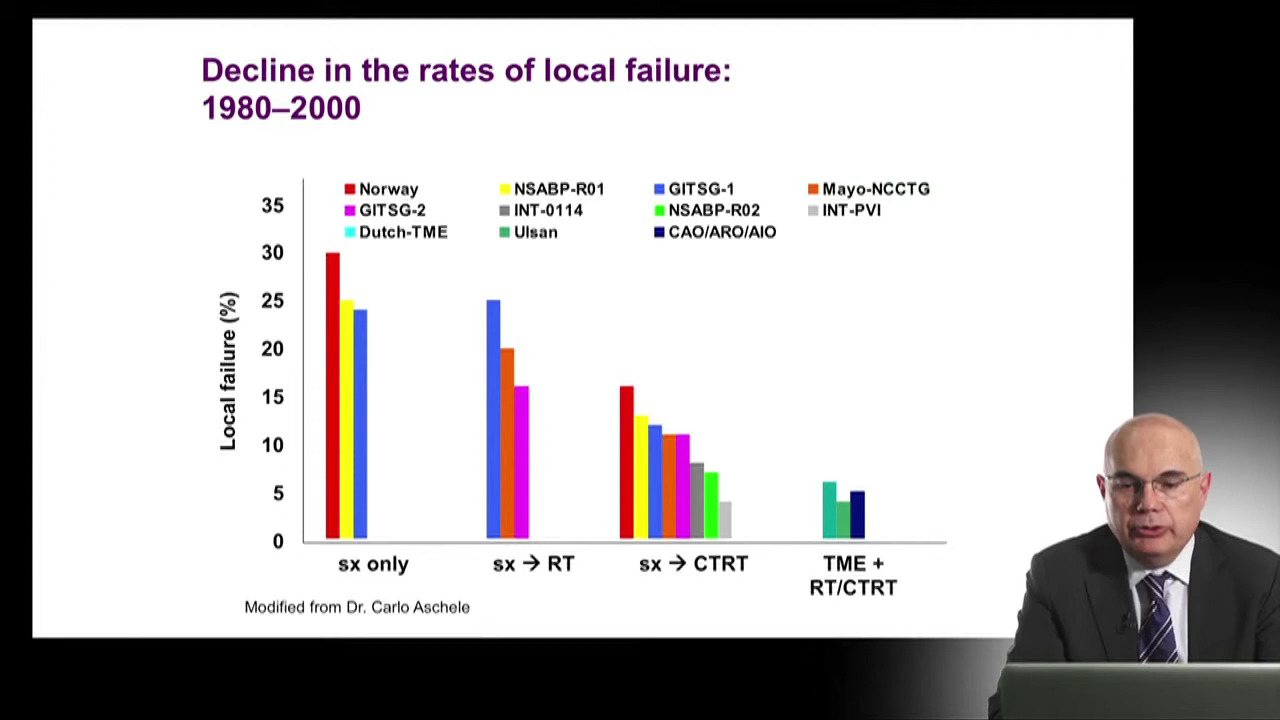 Decline in the rates of local failure:
1980–2000
Norway NSABP-R01 GITSG-1 Mayo-NCCTG
GITSG-2 INT-0114 NSABP-R02 INT-PVI
Dutch-TME Ulsan CAO/ARO/AIO
Local failure (%)
35
30
25
20
15
10
5
0
sx only sx → RT sx → CTRT TME +
RT/CTRT
Modified from Dr. Carlo Aschele